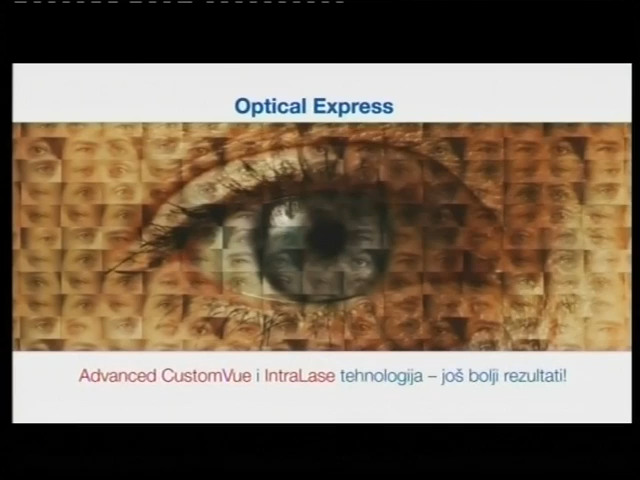 Optical Express
Advanced CustomVue i IntraLase tehnologija – još bolji rezultati!